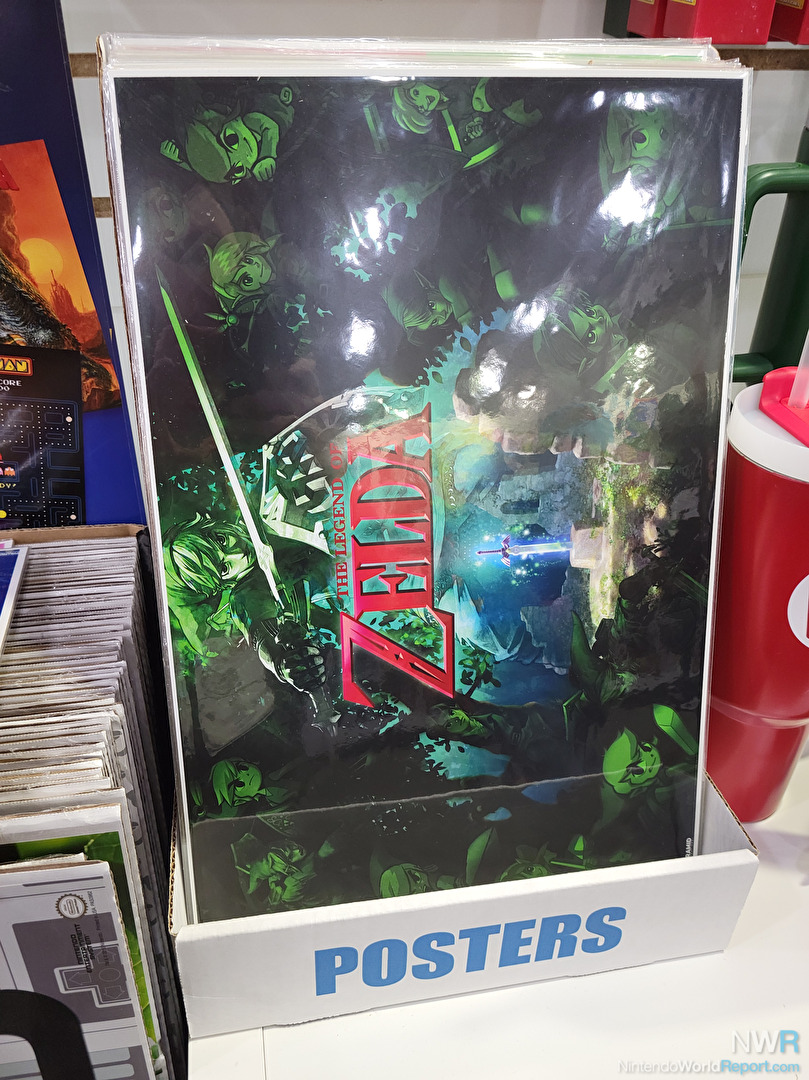 THE LEGEND OF
ZELDA
POSTERS
NWR
NintendoWorldReport.com